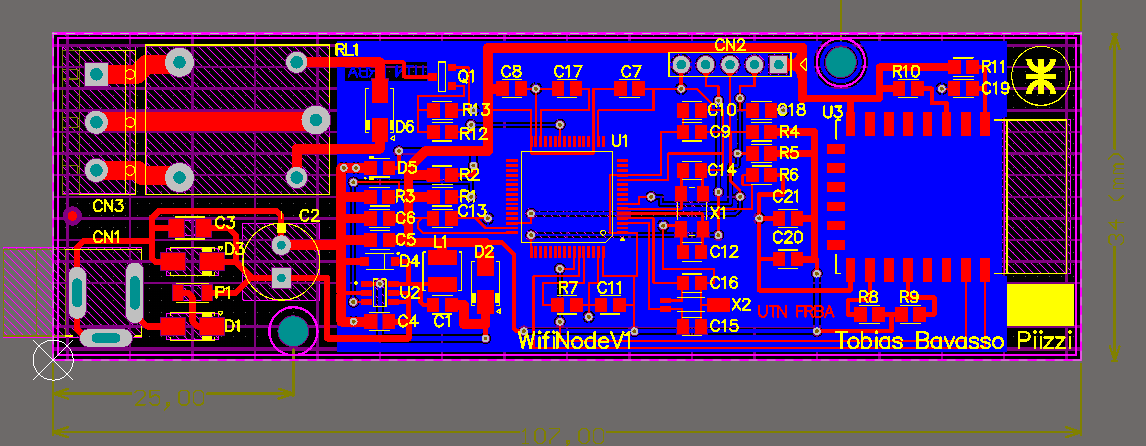 CN2
RL1
Q1
C8
C17
C7
R10
R11
C19
R13
R12
D6
C10
C9
C18
R4
U3
U1
R5
D5
R2
C14
R6
R3
R1
C21
CN3
C6
C13
X1
C3
C2
CN1
C5
L1
D2
C12
C20
D3
D4
F1
U2
C16
R7
C11
X2
UTN FRBA
R8
R9
D1
C4
C1
C15
WifiNodeV1
Tobias Bavasso Piizzi
25,00
107,00
34 (mm)